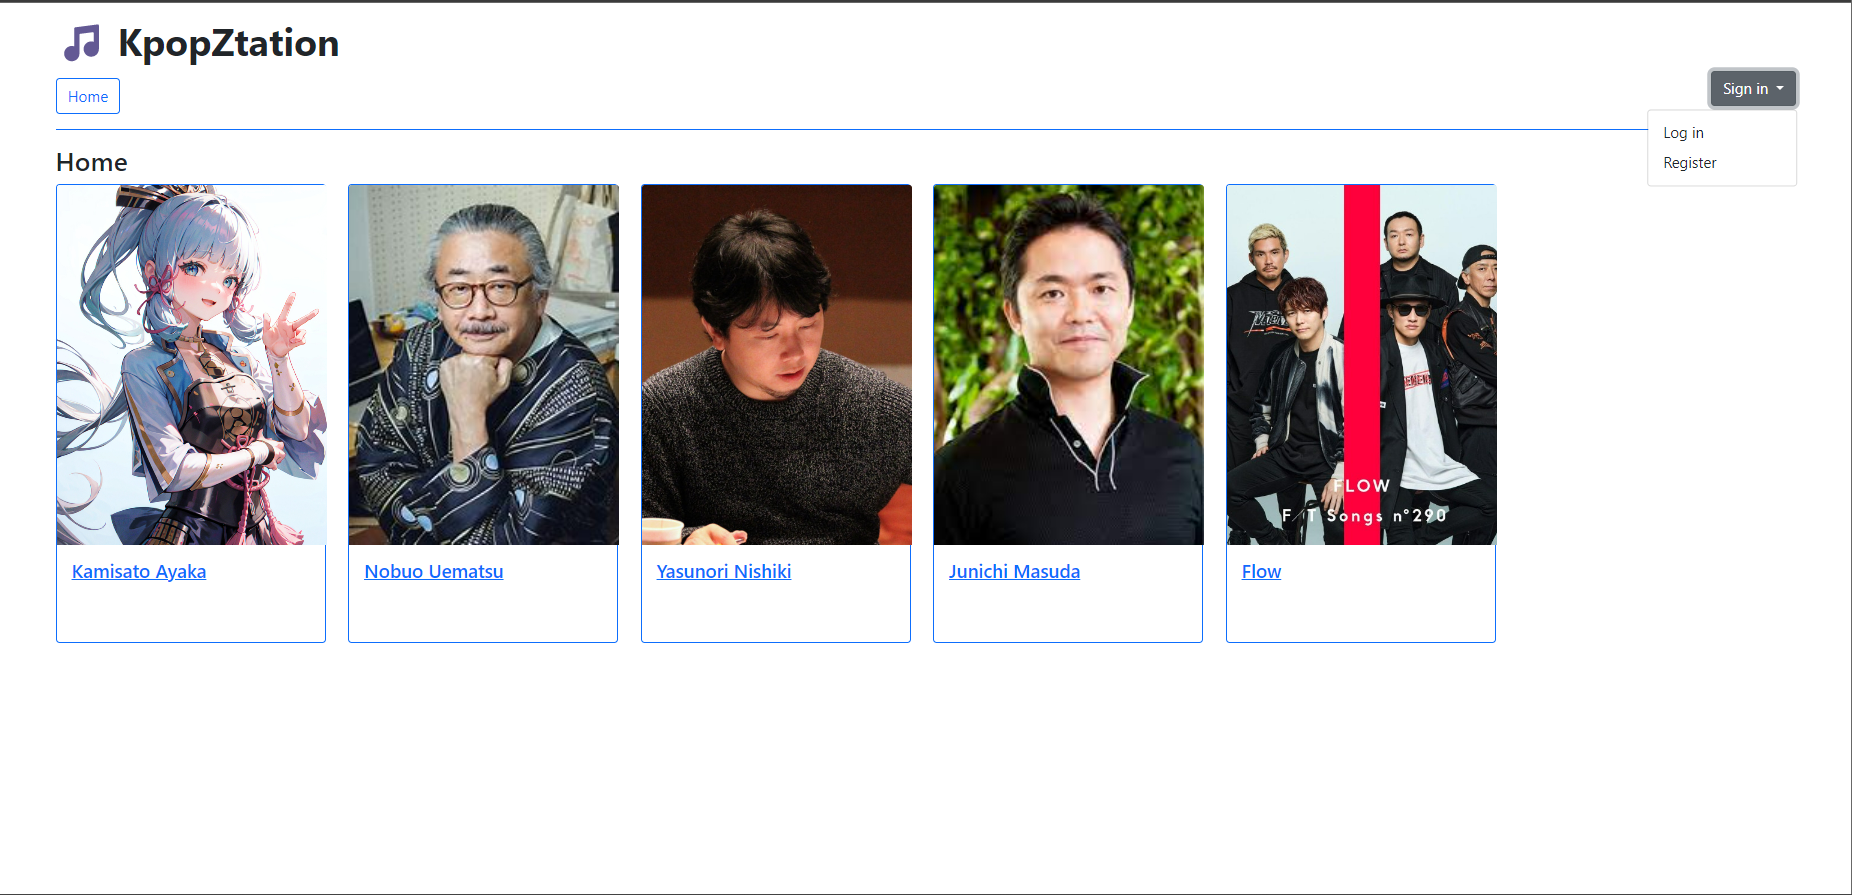 KpopZtation
Home
Sign in
Log in
Register
Home
FLOW
F/T Songs n°290
Kamisato Ayaka
Nobuo Uematsu
Yasunori Nishiki
Junichi Masuda
Flow